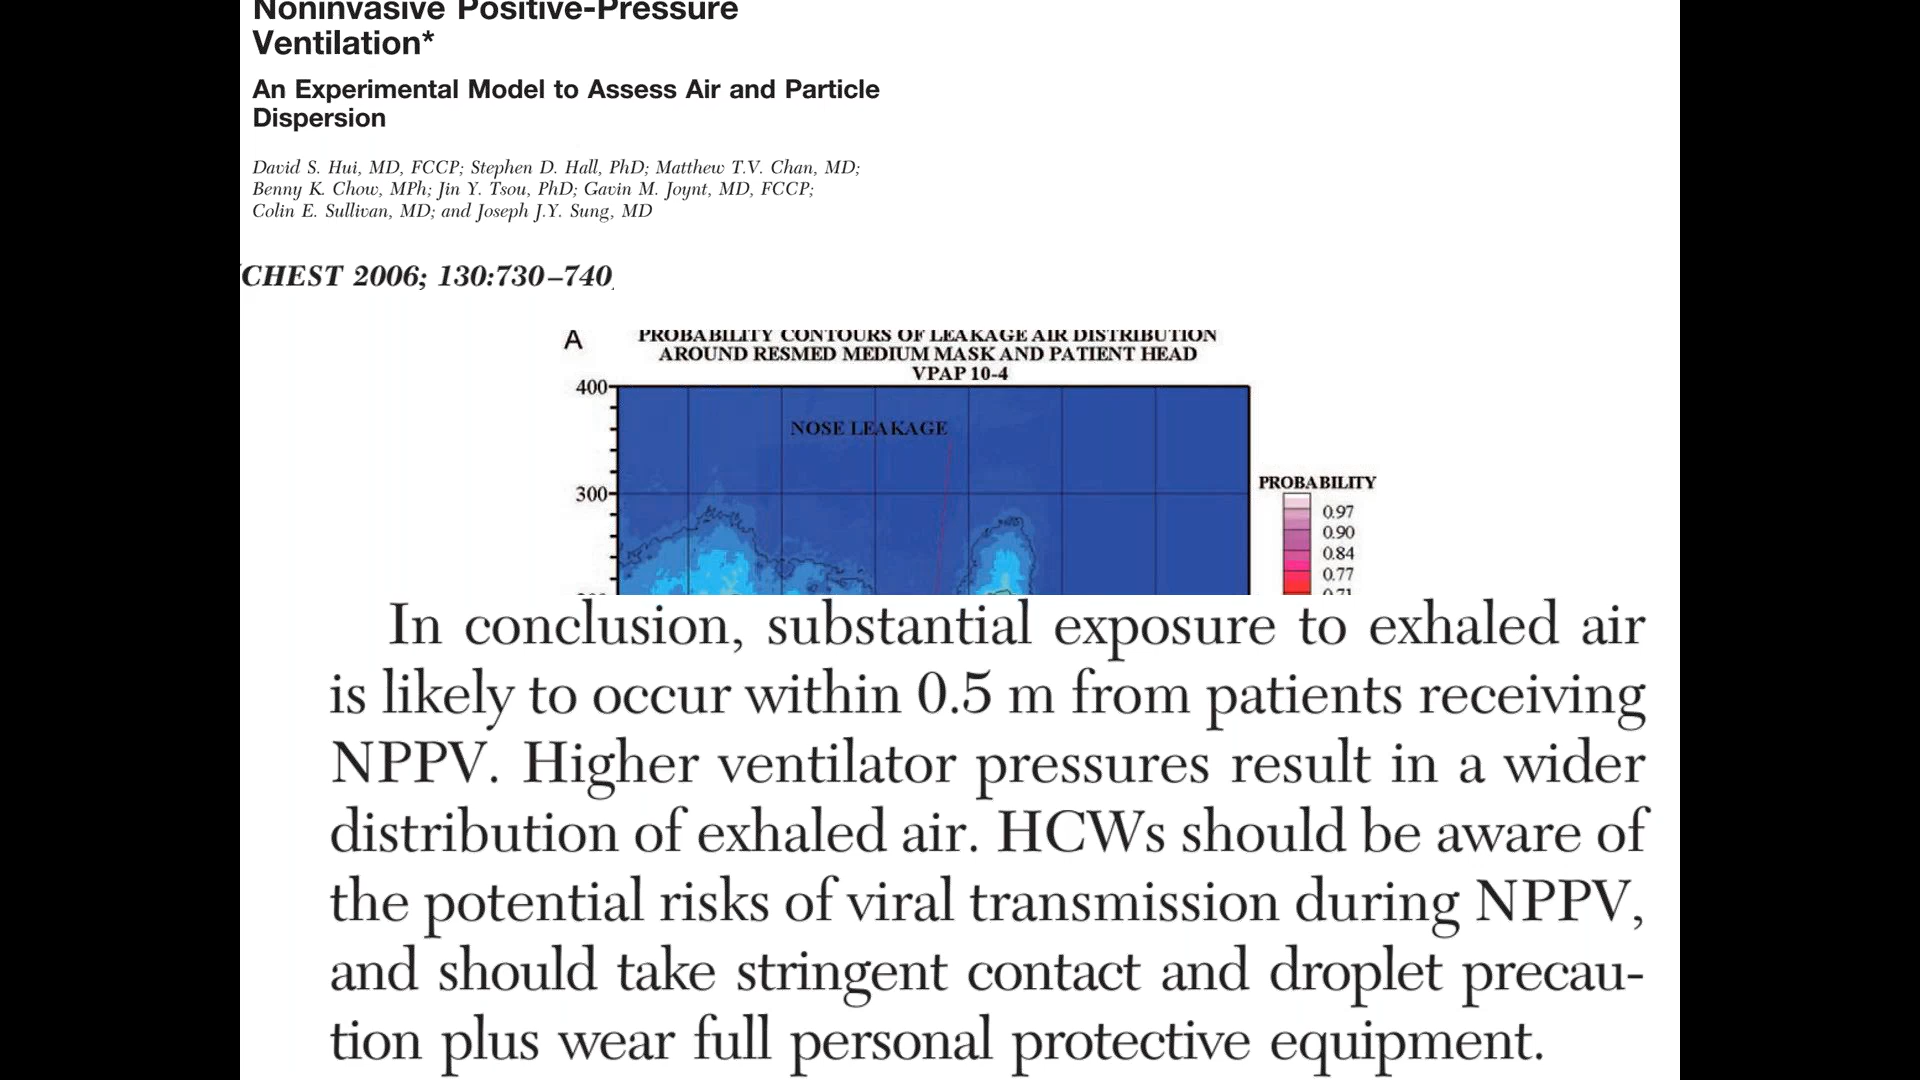 Noninvasive Positive-Pressure
Ventilation*
An Experimental Model to Assess Air and Particle
Dispersion
David S. Hui, MD, FCCP; Stephen D. Hall, PhD; Matthew T.V. Chan, MD;
Benny K. Chow, MPh; Jin Y. Tsou, PhD; Gavin M. Joynt, MD, FCCP;
Colin E. Sullivan, MD; and Joseph J.Y. Sung, MD
(CHEST 2006; 130:730–740
A
PROBABILITY CONTOURS OF LEAKAGE AIR DISTRIBUTION
AROUND RESMED MEDIUM MASK AND PATIENT HEAD
VPAP 10-4
400
NOSE LEAKAGE
300
PROBABILITY
0.97
0.90
0.84
0.77
0.71
In conclusion, substantial exposure to exhaled air
is likely to occur within 0.5 m from patients receiving
NPPV. Higher ventilator pressures result in a wider
distribution of exhaled air. HCWs should be aware of
the potential risks of viral transmission during NPPV,
and should take stringent contact and droplet precau-
tion plus wear full personal protective equipment.